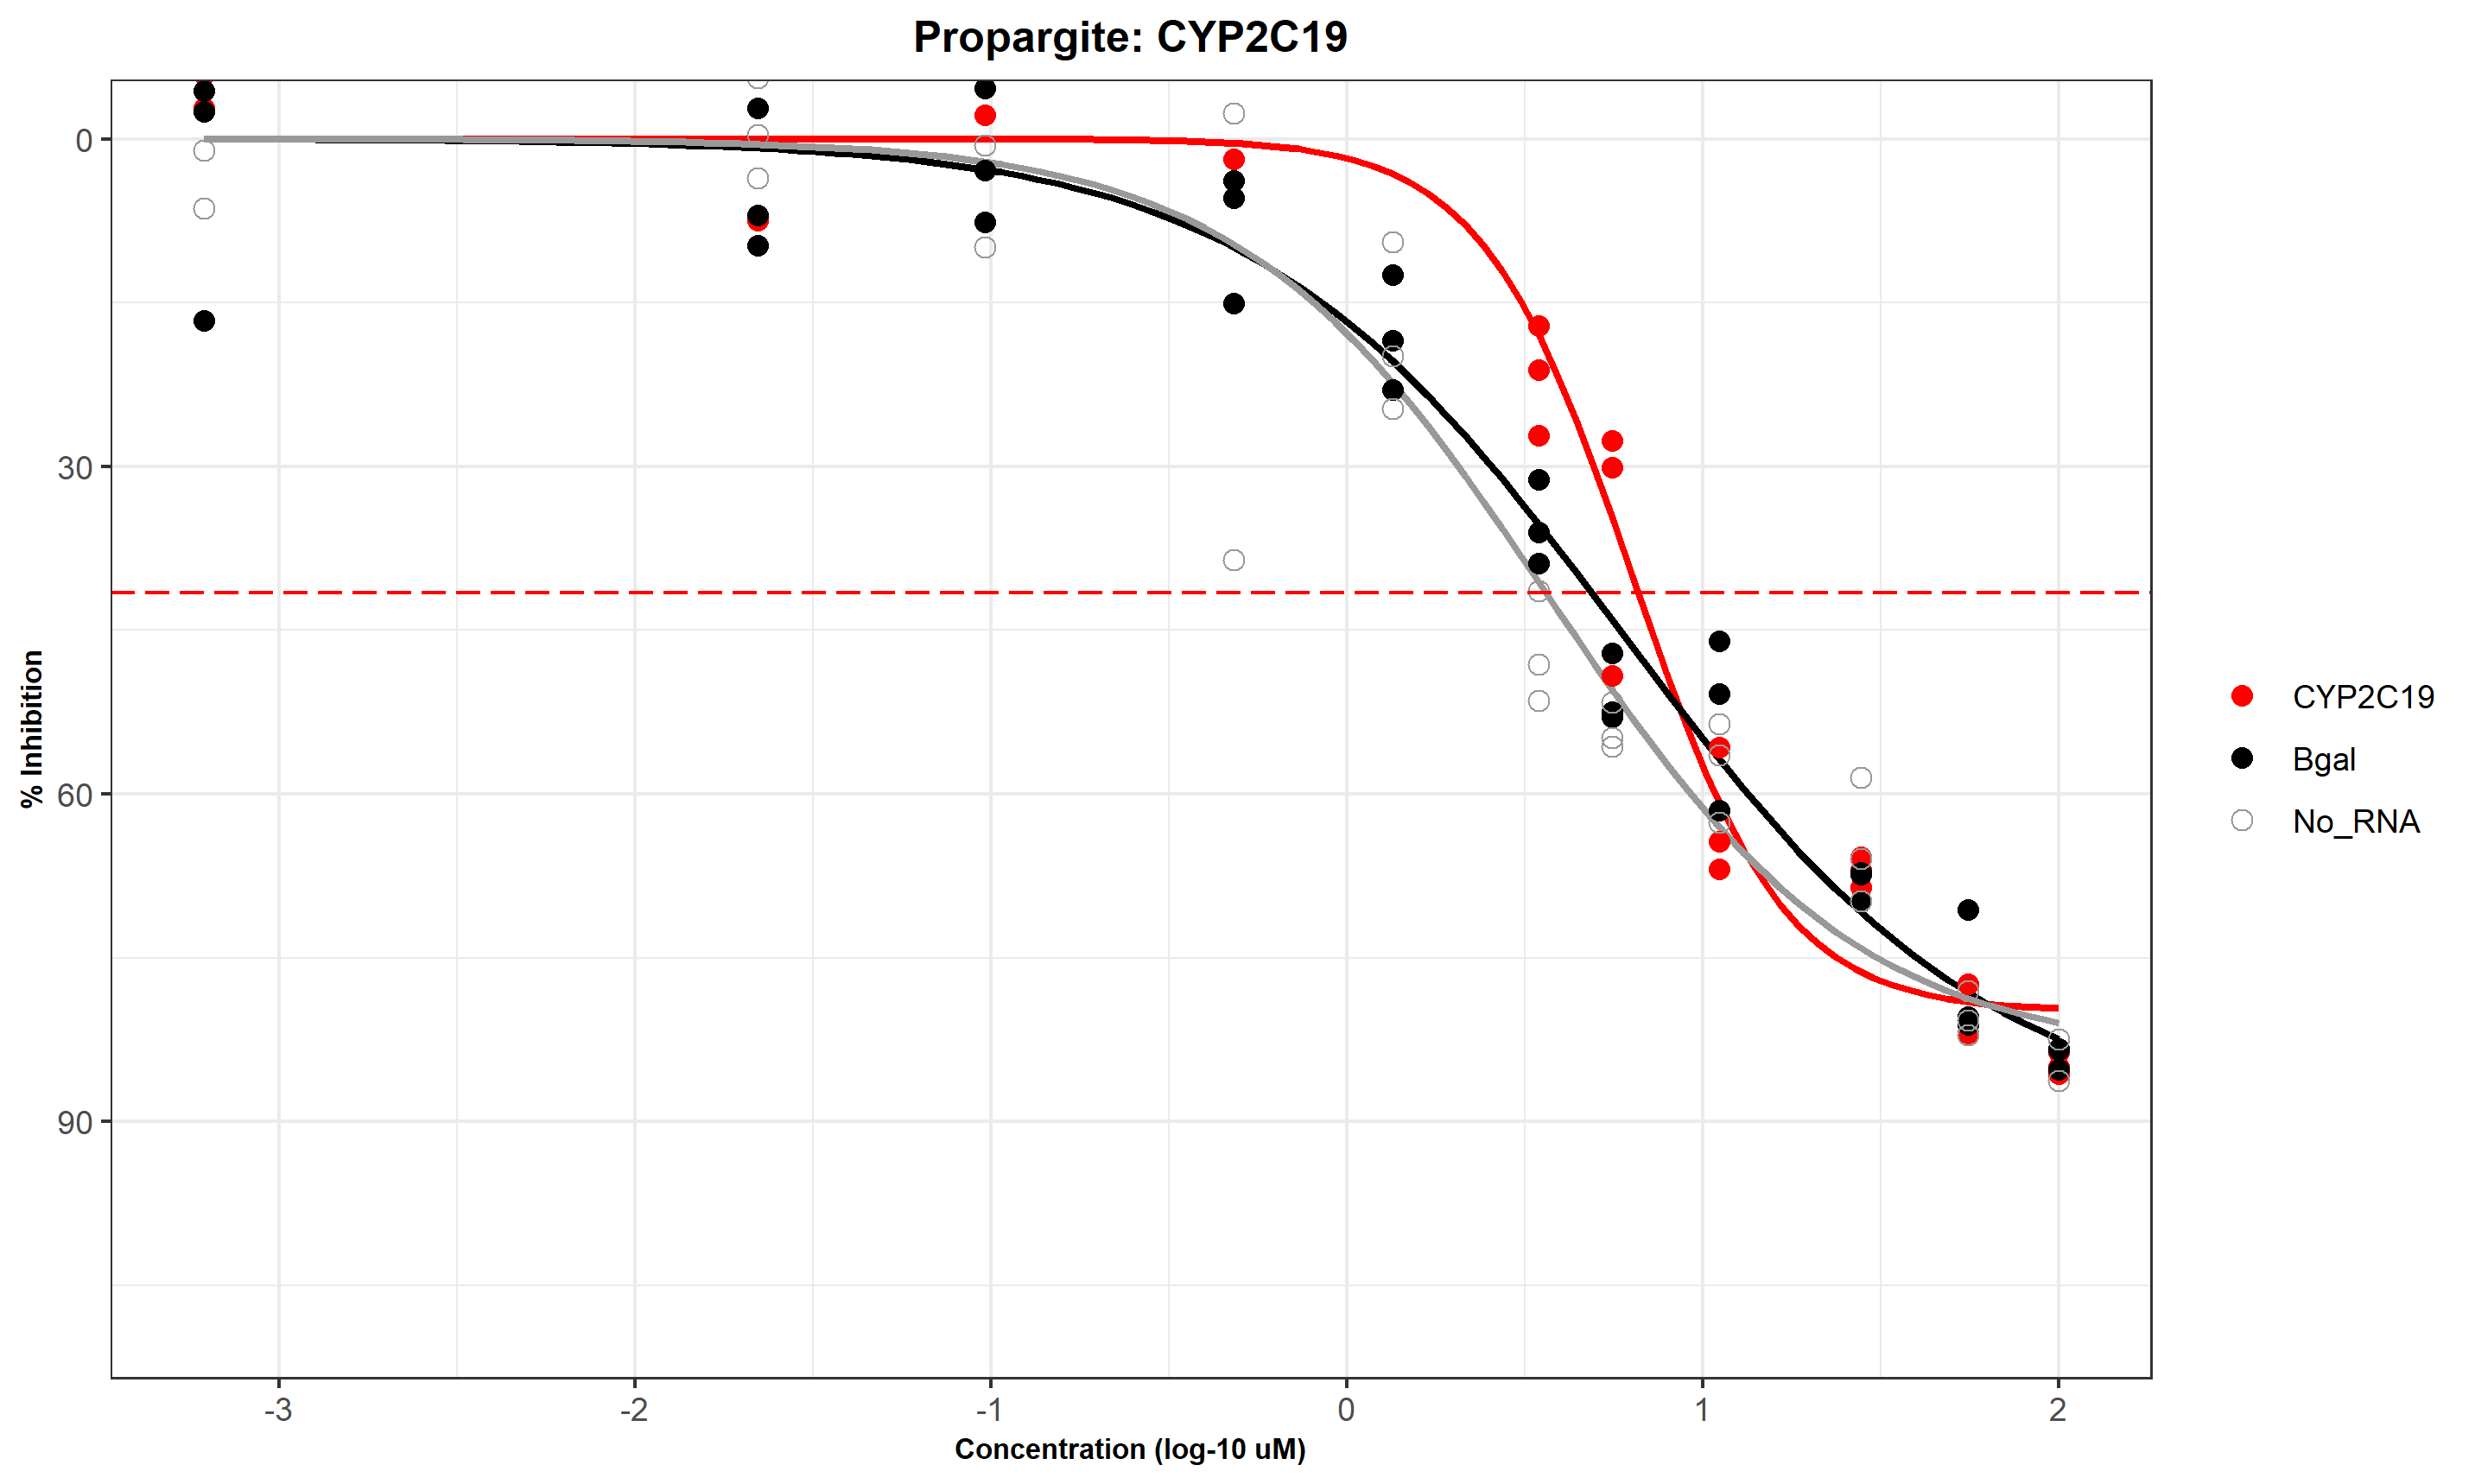 Propargite: CYP2C19
% Inhibition
0
30
60
90
-3
-2
-1
0
1
2
Concentration (log-10 uM)
CYP2C19
Bgal
No_RNA